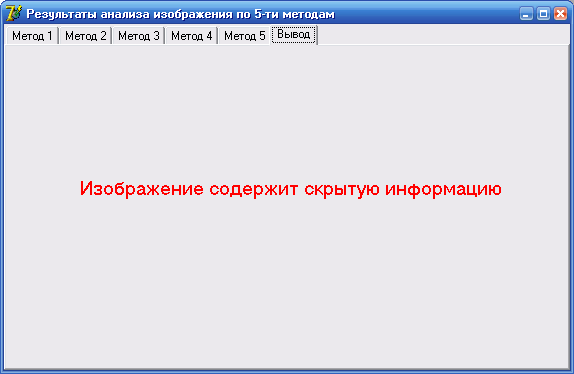 Результаты анализа изображения по 5-ти методам
Метод 1 Метод 2 Метод 3 Метод 4 Метод 5 Вывод
Изображение содержит скрытую информацию